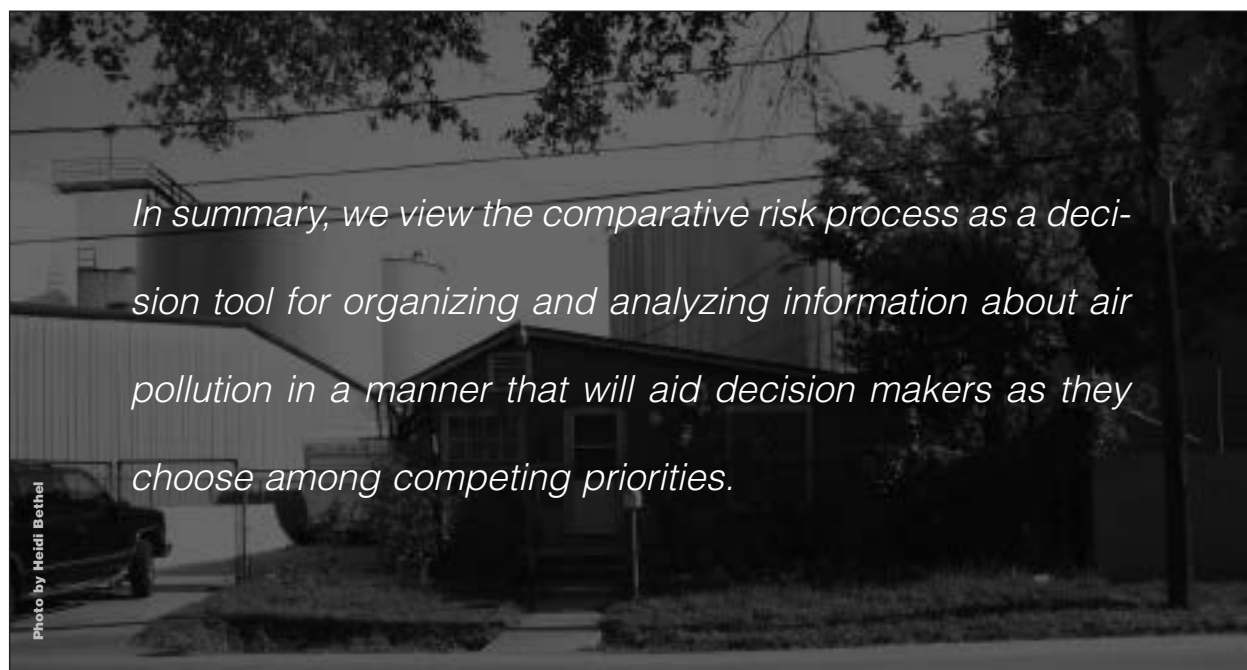 In summary, we view the comparative risk process as a deci-
sion tool for organizing and analyzing information about air
pollution in a manner that will aid decision makers as they
choose among competing priorities.
Photo by Heidi Bethel